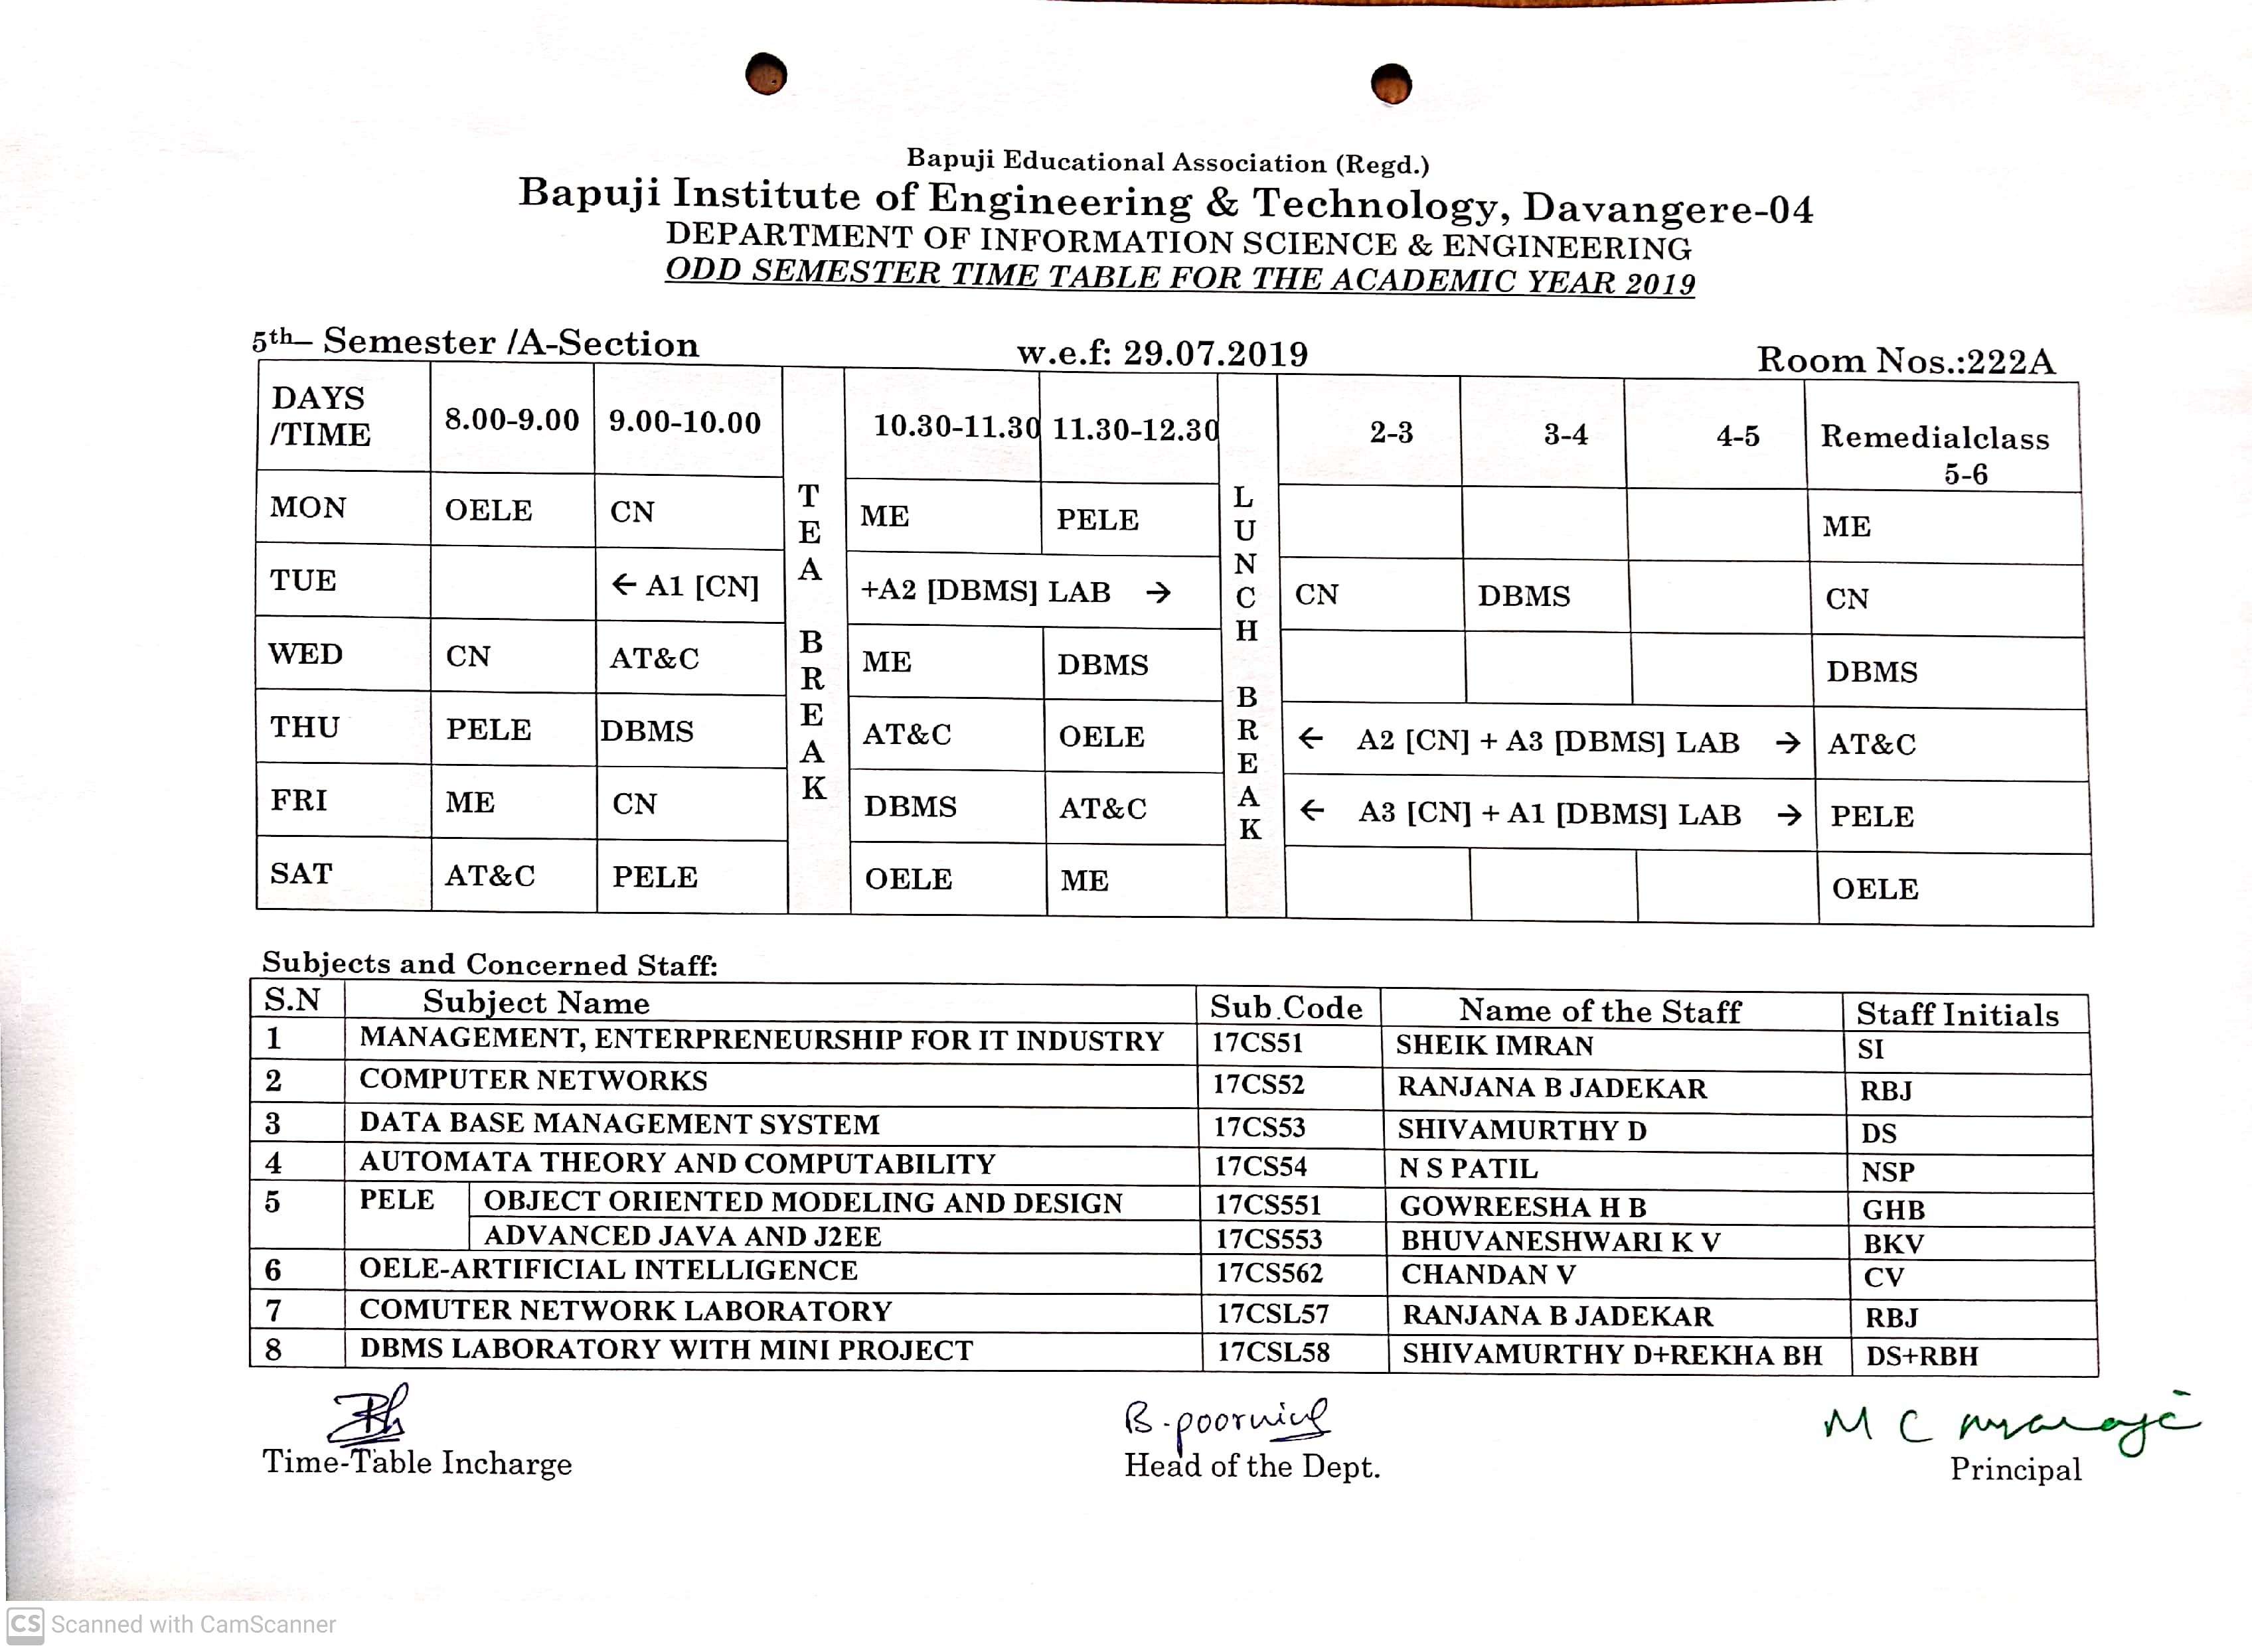 Bapuji Educational Association (Regd.)
Bapuji Institute of Engineering & Technology, Davangere-04
DEPARTMENT OF INFORMATION SCIENCE & ENGINEERING
ODD SEMESTER TIME TABLE FOR THE ACADEMIC YEAR 2019
5th– Semester /A-Section w.e.f: 29.07.2019 Room Nos.:222A
DAYS /TIME 8.00-9.00 9.00-10.00 TEA BREAK 10.30-11.30 11.30-12.30 LUNCH BREAK 2-3 3-4 4-5 Remedialclass 5-6
MON OELE CN ME PELE ME
TUE ← A1 [CN] +A2 [DBMS] LAB → CN DBMS CN
WED CN AT&C ME DBMS DBMS
THU PELE DBMS AT&C OELE ← A2 [CN] + A3 [DBMS] LAB → AT&C
FRI ME CN DBMS AT&C ← A3 [CN] + A1 [DBMS] LAB → PELE
SAT AT&C PELE OELE ME OELE
Subjects and Concerned Staff:
S.N Subject Name Sub.Code Name of the Staff Staff Initials
1 MANAGEMENT, ENTERPRENEURSHIP FOR IT INDUSTRY 17CS51 SHEIK IMRAN SI
2 COMPUTER NETWORKS 17CS52 RANJANA B JADEKAR RBJ
3 DATA BASE MANAGEMENT SYSTEM 17CS53 SHIVAMURTHY D DS
4 AUTOMATA THEORY AND COMPUTABILITY 17CS54 N S PATIL NSP
5 PELE OBJECT ORIENTED MODELING AND DESIGN 17CS551 GOWREESHA H B GHB
ADVANCED JAVA AND J2EE 17CS553 BHUVANESHWARI K V BKV
6 OELE-ARTIFICIAL INTELLIGENCE 17CS562 CHANDAN V CV
7 COMUTER NETWORK LABORATORY 17CSL57 RANJANA B JADEKAR RBJ
8 DBMS LABORATORY WITH MINI PROJECT 17CSL58 SHIVAMURTHY D+REKHA BH DS+RBH
Time-Table Incharge Head of the Dept. Principal
CS Scanned with CamScanner